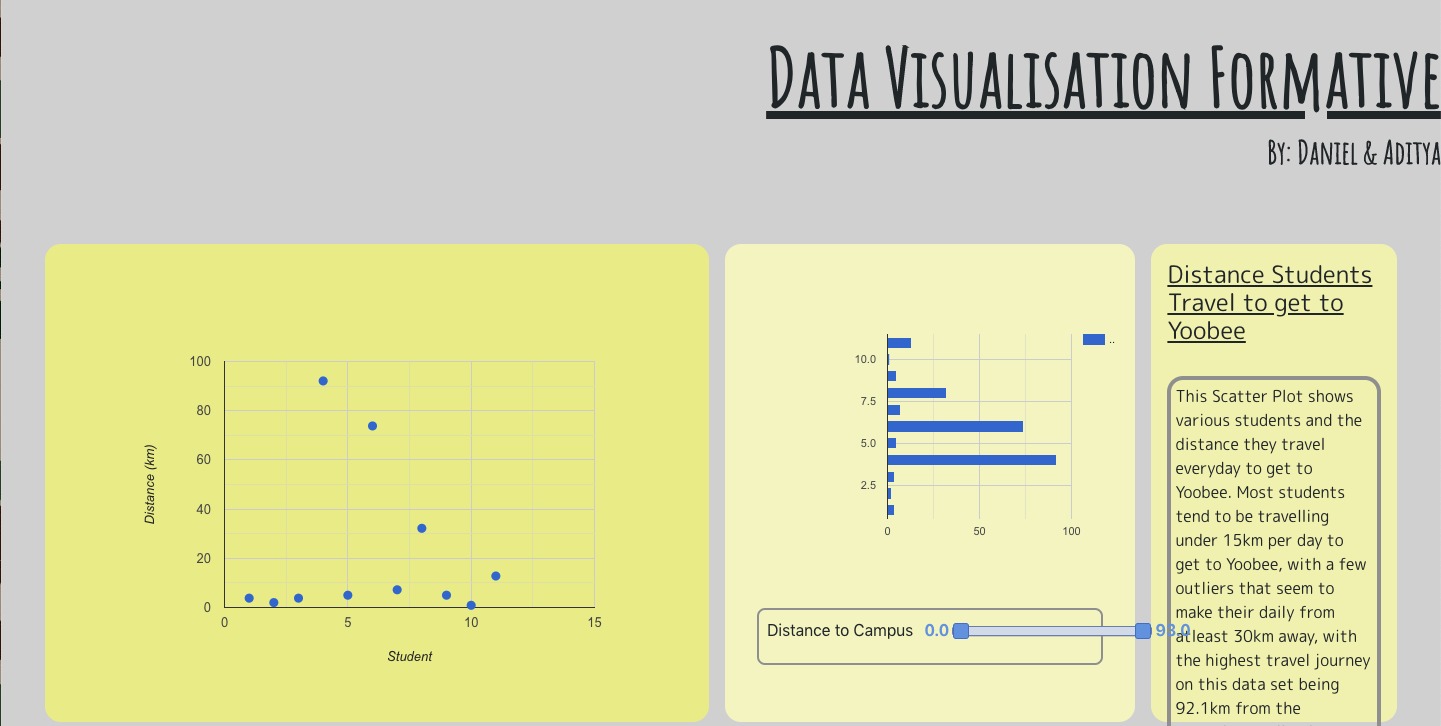 Data Visualisation Formative
By: Daniel & Aditya
100
80
60
40
20
0
0 5 10 15
Distance (km)
Student
10.0
7.5
5.0
2.5
0 50 100
..
Distance to Campus 0.0 93.0
Distance Students
Travel to get to
Yoobee
This Scatter Plot shows
various students and the
distance they travel
everyday to get to
Yoobee. Most students
tend to be travelling
under 15km per day to
get to Yoobee, with a few
outliers that seem to
make their daily from
atleast 30km away, with
the highest travel journey
on this data set being
92.1km from the